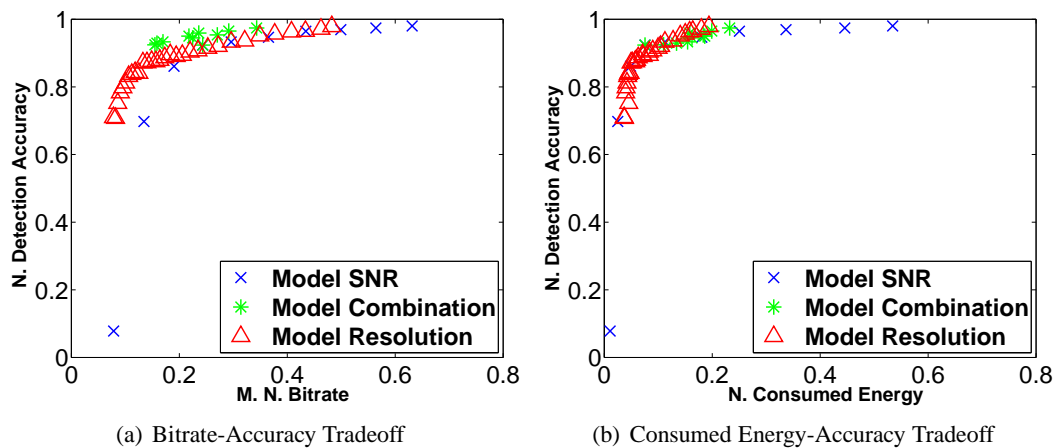 1
0.8
0.6
0.4
0.2
0
0
0.2
0.4
0.6
0.8
N. Detection Accuracy
M. N. Bitrate
Model SNR
Model Combination
Model Resolution
(a) Bitrate-Accuracy Tradeoff
1
0.8
0.6
0.4
0.2
0
0
0.2
0.4
0.6
0.8
N. Detection Accuracy
N. Consumed Energy
Model SNR
Model Combination
Model Resolution
(b) Consumed Energy-Accuracy Tradeoff